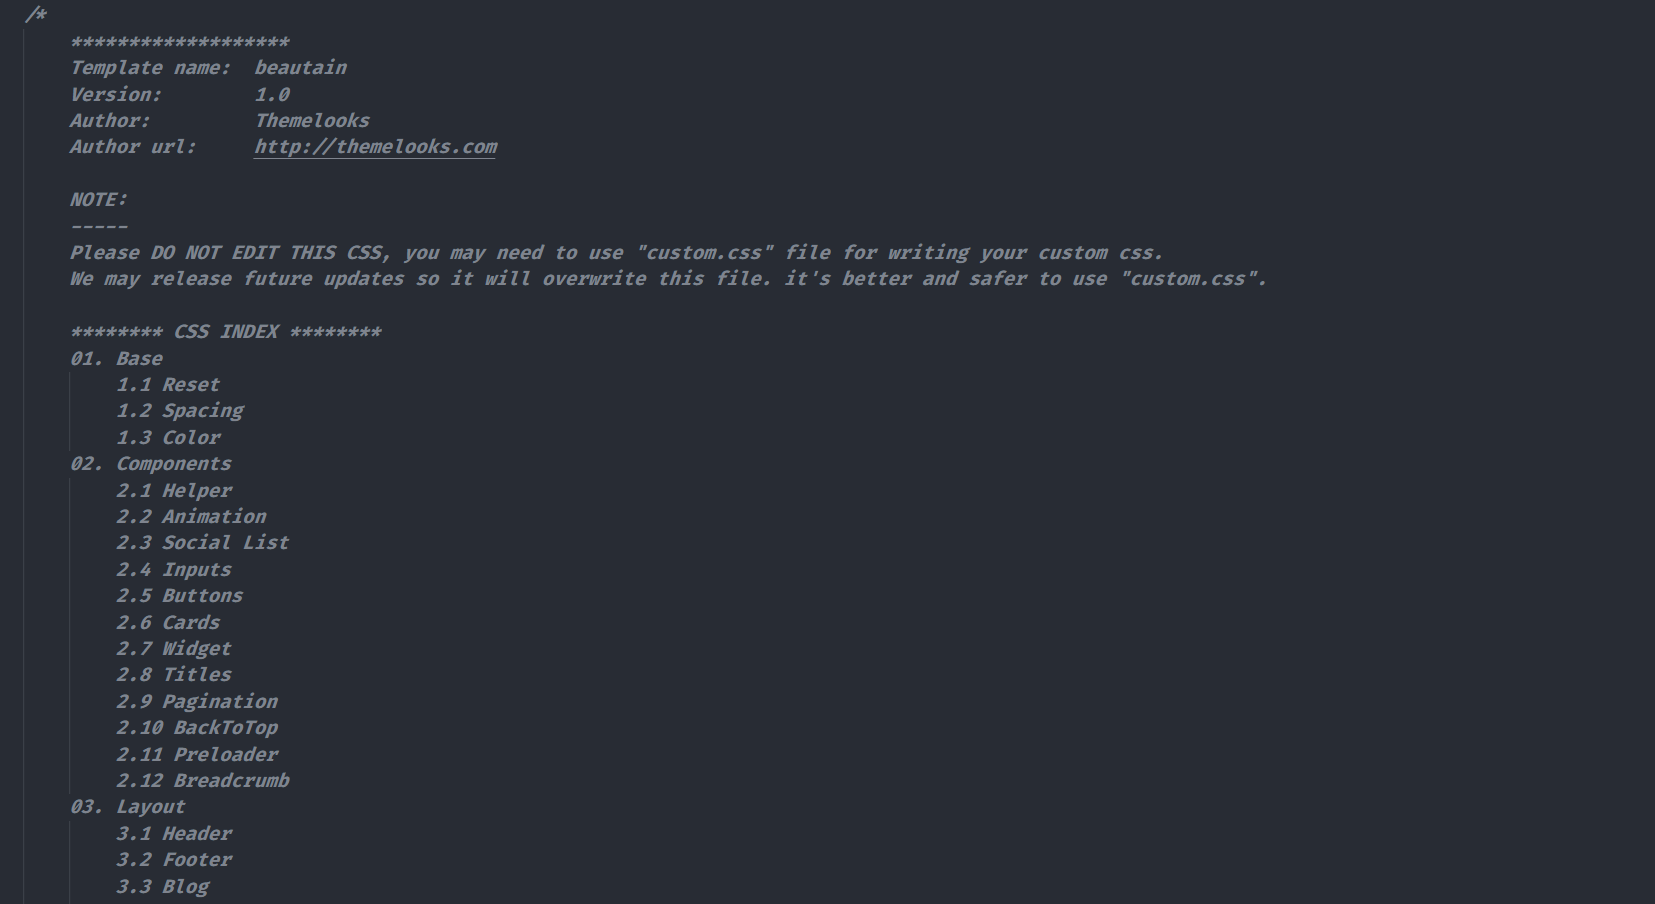 /*
*******************
Template name:  beautain
Version:        1.0
Author:         Themelooks
Author url:     http://themelooks.com
NOTE:
-----
Please DO NOT EDIT THIS CSS, you may need to use "custom.css" file for writing your custom css.
We may release future updates so it will overwrite this file. it's better and safer to use "custom.css".
******** CSS INDEX ********
01. Base
1.1 Reset
1.2 Spacing
1.3 Color
02. Components
2.1 Helper
2.2 Animation
2.3 Social List
2.4 Inputs
2.5 Buttons
2.6 Cards
2.7 Widget
2.8 Titles
2.9 Pagination
2.10 BackToTop
2.11 Preloader
2.12 Breadcrumb
03. Layout
3.1 Header
3.2 Footer
3.3 Blog